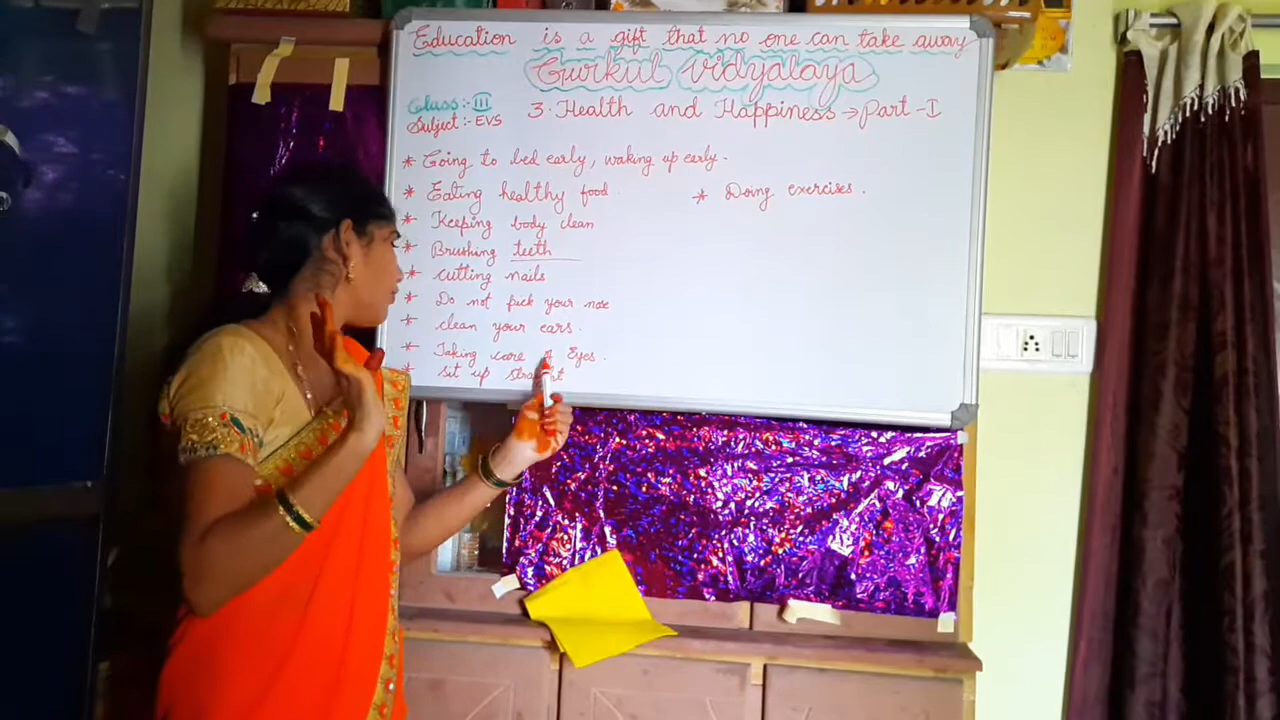 Education is a gift that no one can take away
Gurkul vidyalaya
Class:- III
Subject:- EVS
3. Health and Happiness → Part-I
* Going to bed early, waking up early.
* Eating healthy food.
* Doing exercises.
* Keeping body clean
* Brushing teeth
* cutting nails
* Do not pick your nose
* clean your ears.
* Taking care of Eyes.
* sit up straight